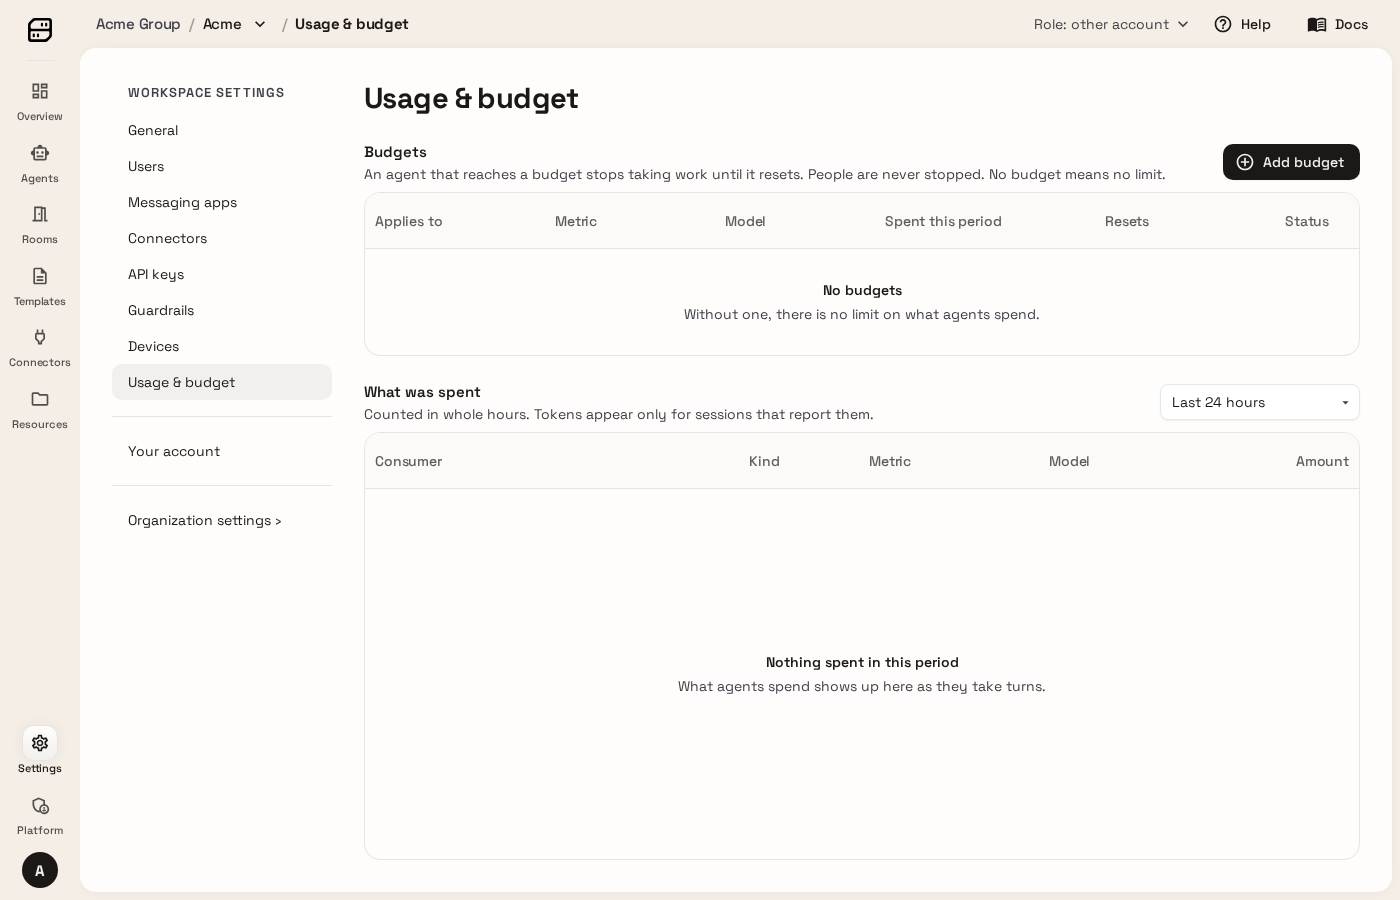 Acme Group / Acme / Usage & budget
Role: other account
Help
Docs
Overview
Agents
Rooms
Templates
Connectors
Resources
Settings
Platform
A
WORKSPACE SETTINGS
General
Users
Messaging apps
Connectors
API keys
Guardrails
Devices
Usage & budget
Your account
Organization settings >
Usage & budget
Budgets
An agent that reaches a budget stops taking work until it resets. People are never stopped. No budget means no limit.
Add budget
Applies to Metric Model Spent this period Resets Status
No budgets
Without one, there is no limit on what agents spend.
What was spent
Counted in whole hours. Tokens appear only for sessions that report them.
Last 24 hours
Consumer Kind Metric Model Amount
Nothing spent in this period
What agents spend shows up here as they take turns.